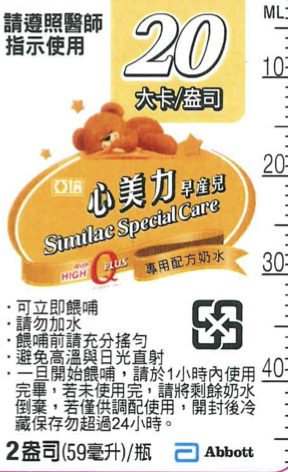 請遵照醫師
指示使用
20
大卡/盎司
ML
10
20
30
40
亞培
心美力早產兒
Similac Special Care
With
HIGH Q PLUS
專用配方奶水
・可立即餵哺
・請勿加水
・餵哺前請充分搖勻
・避免高溫與日光直射
・一旦開始餵哺，請於1小時內使用
完畢，若未使用完，請將剩餘奶水
倒棄，若僅供調配使用，開封後冷
藏保存勿超過24小時。
2盎司(59毫升)/瓶
Abbott